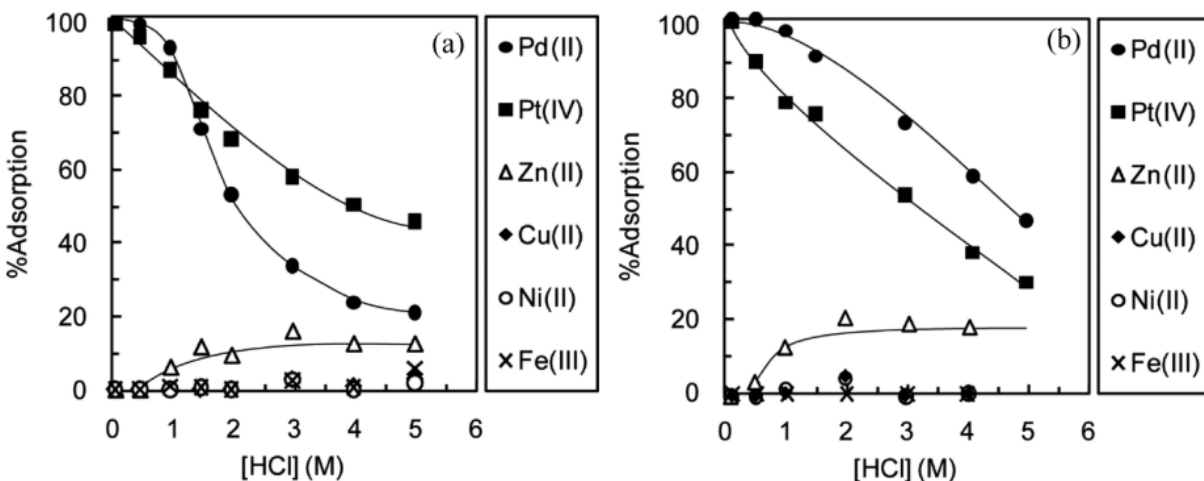 (a)
100
80
60
40
20
0
%Adsorption
0 1 2 3 4 5 6
[HCl] (M)
Pd(II)
Pt(IV)
Zn(II)
Cu(II)
Ni(II)
Fe(III)
(b)
100
80
60
40
20
0
%Adsorption
0 1 2 3 4 5 6
[HCl] (M)
Pd(II)
Pt(IV)
Zn(II)
Cu(II)
Ni(II)
Fe(III)